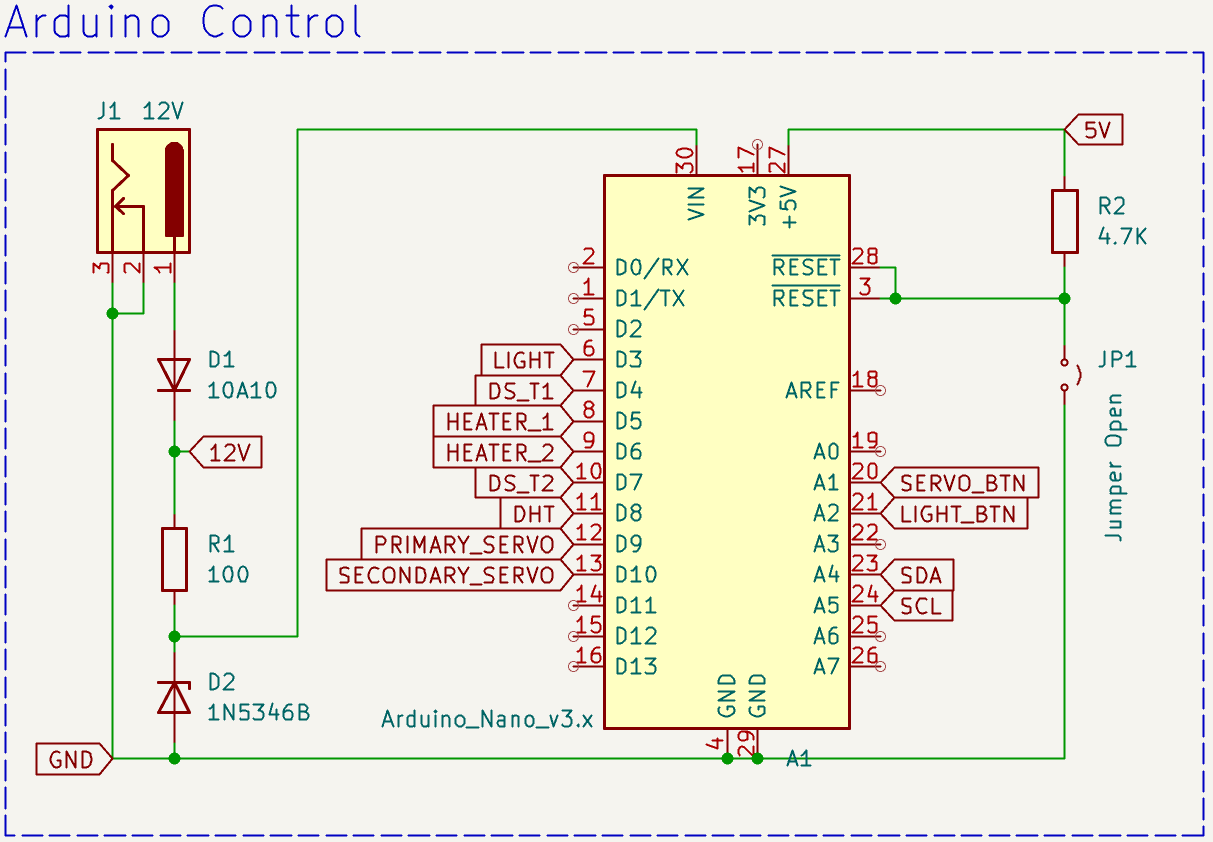 Arduino Control
J1 12V
3 2 1
D1
10A10
12V
R1
100
D2
1N5346B
GND
30 17 27
VIN 3V3 +5V
5V
R2
4.7K
JP1
Jumper Open
2 D0/RX
1 D1/TX
5 D2
LIGHT 6 D3
DS_T1 7 D4
HEATER_1 8 D5
HEATER_2 9 D6
DS_T2 10 D7
DHT 11 D8
PRIMARY_SERVO 12 D9
SECONDARY_SERVO 13 D10
14 D11
15 D12
16 D13
RESET 28
RESET 3
AREF 18
A0 19
A1 20 SERVO_BTN
A2 21 LIGHT_BTN
A3 22
A4 23 SDA
A5 24 SCL
A6 25
A7 26
GND GND
4 29
Arduino_Nano_v3.x
A1